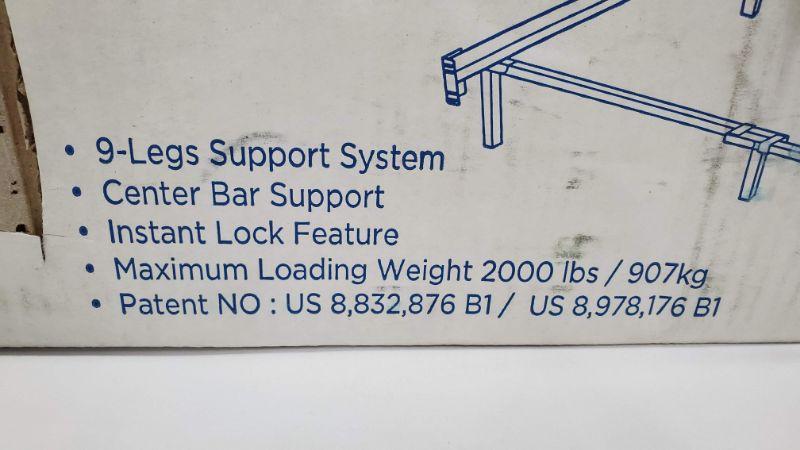 • 9-Legs Support System
• Center Bar Support
• Instant Lock Feature
• Maximum Loading Weight 2000 lbs / 907kg
• Patent NO : US 8,832,876 B1 / US 8,978,176 B1